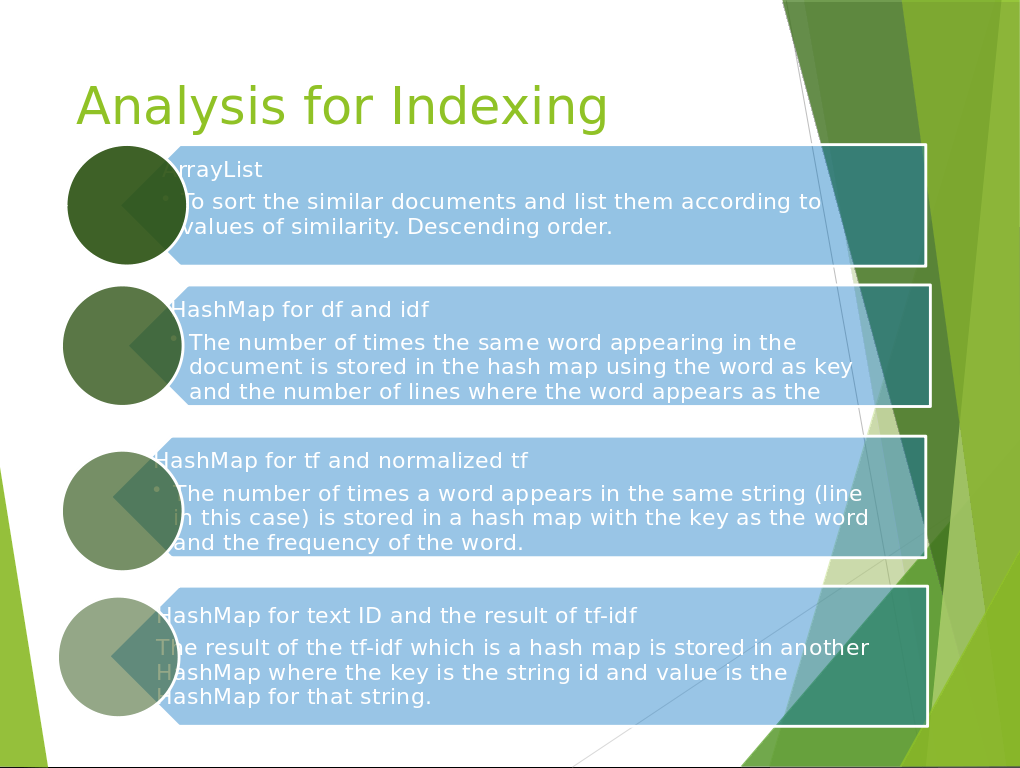 Analysis for Indexing
ArrayList
• To sort the similar documents and list them according to
values of similarity. Descending order.
HashMap for df and idf
• The number of times the same word appearing in the
document is stored in the hash map using the word as key
and the number of lines where the word appears as the
HashMap for tf and normalized tf
• The number of times a word appears in the same string (line
in this case) is stored in a hash map with the key as the word
and the frequency of the word.
HashMap for text ID and the result of tf-idf
The result of the tf-idf which is a hash map is stored in another
HashMap where the key is the string id and value is the
HashMap for that string.